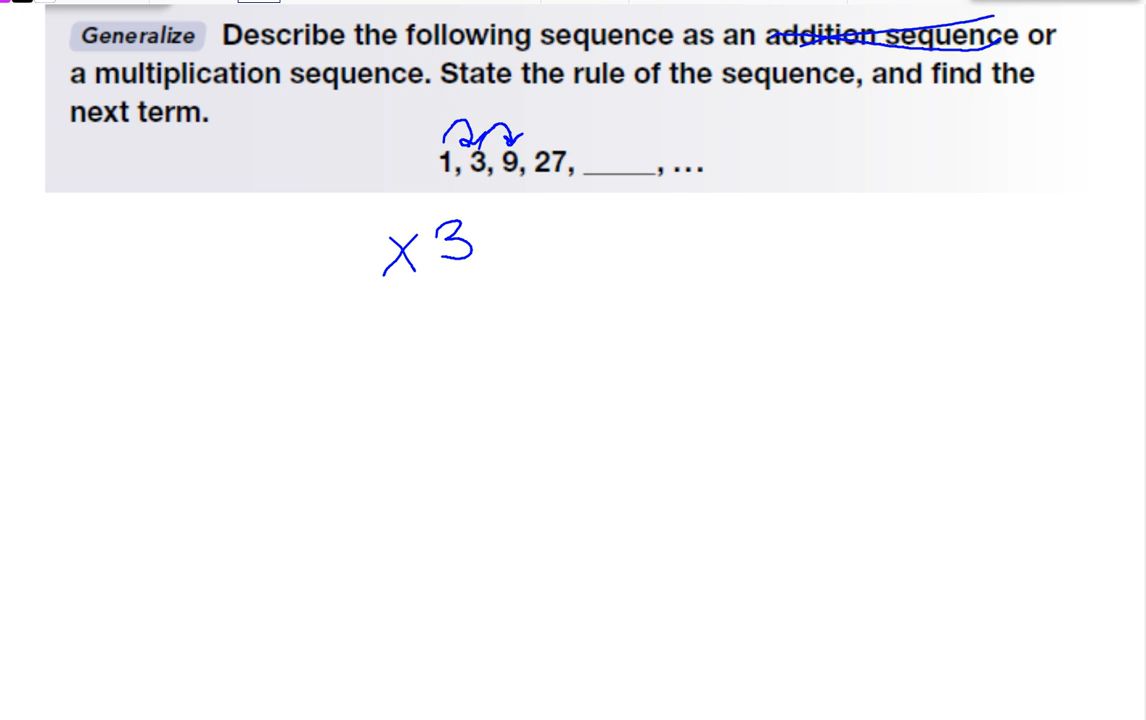 Generalize Describe the following sequence as an addition sequence or
a multiplication sequence. State the rule of the sequence, and find the
next term.
1, 3, 9, 27, _____, ...
x 3